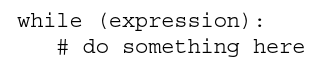 while (expression):
    # do something here